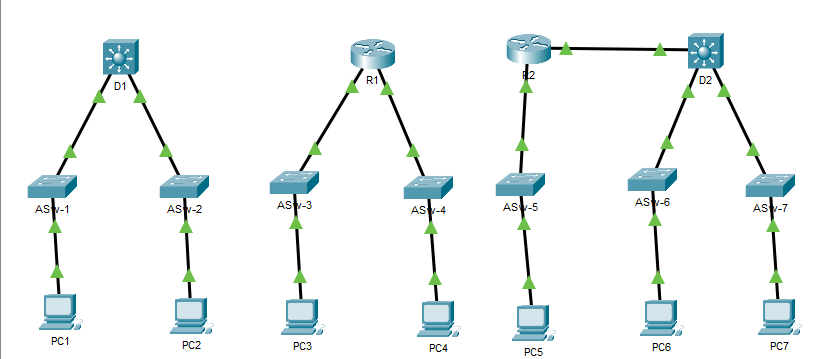 D1
R1
R2
D2
ASw-1
ASw-2
ASw-3
ASw-4
ASw-5
ASw-6
ASw-7
PC1
PC2
PC3
PC4
PC5
PC6
PC7